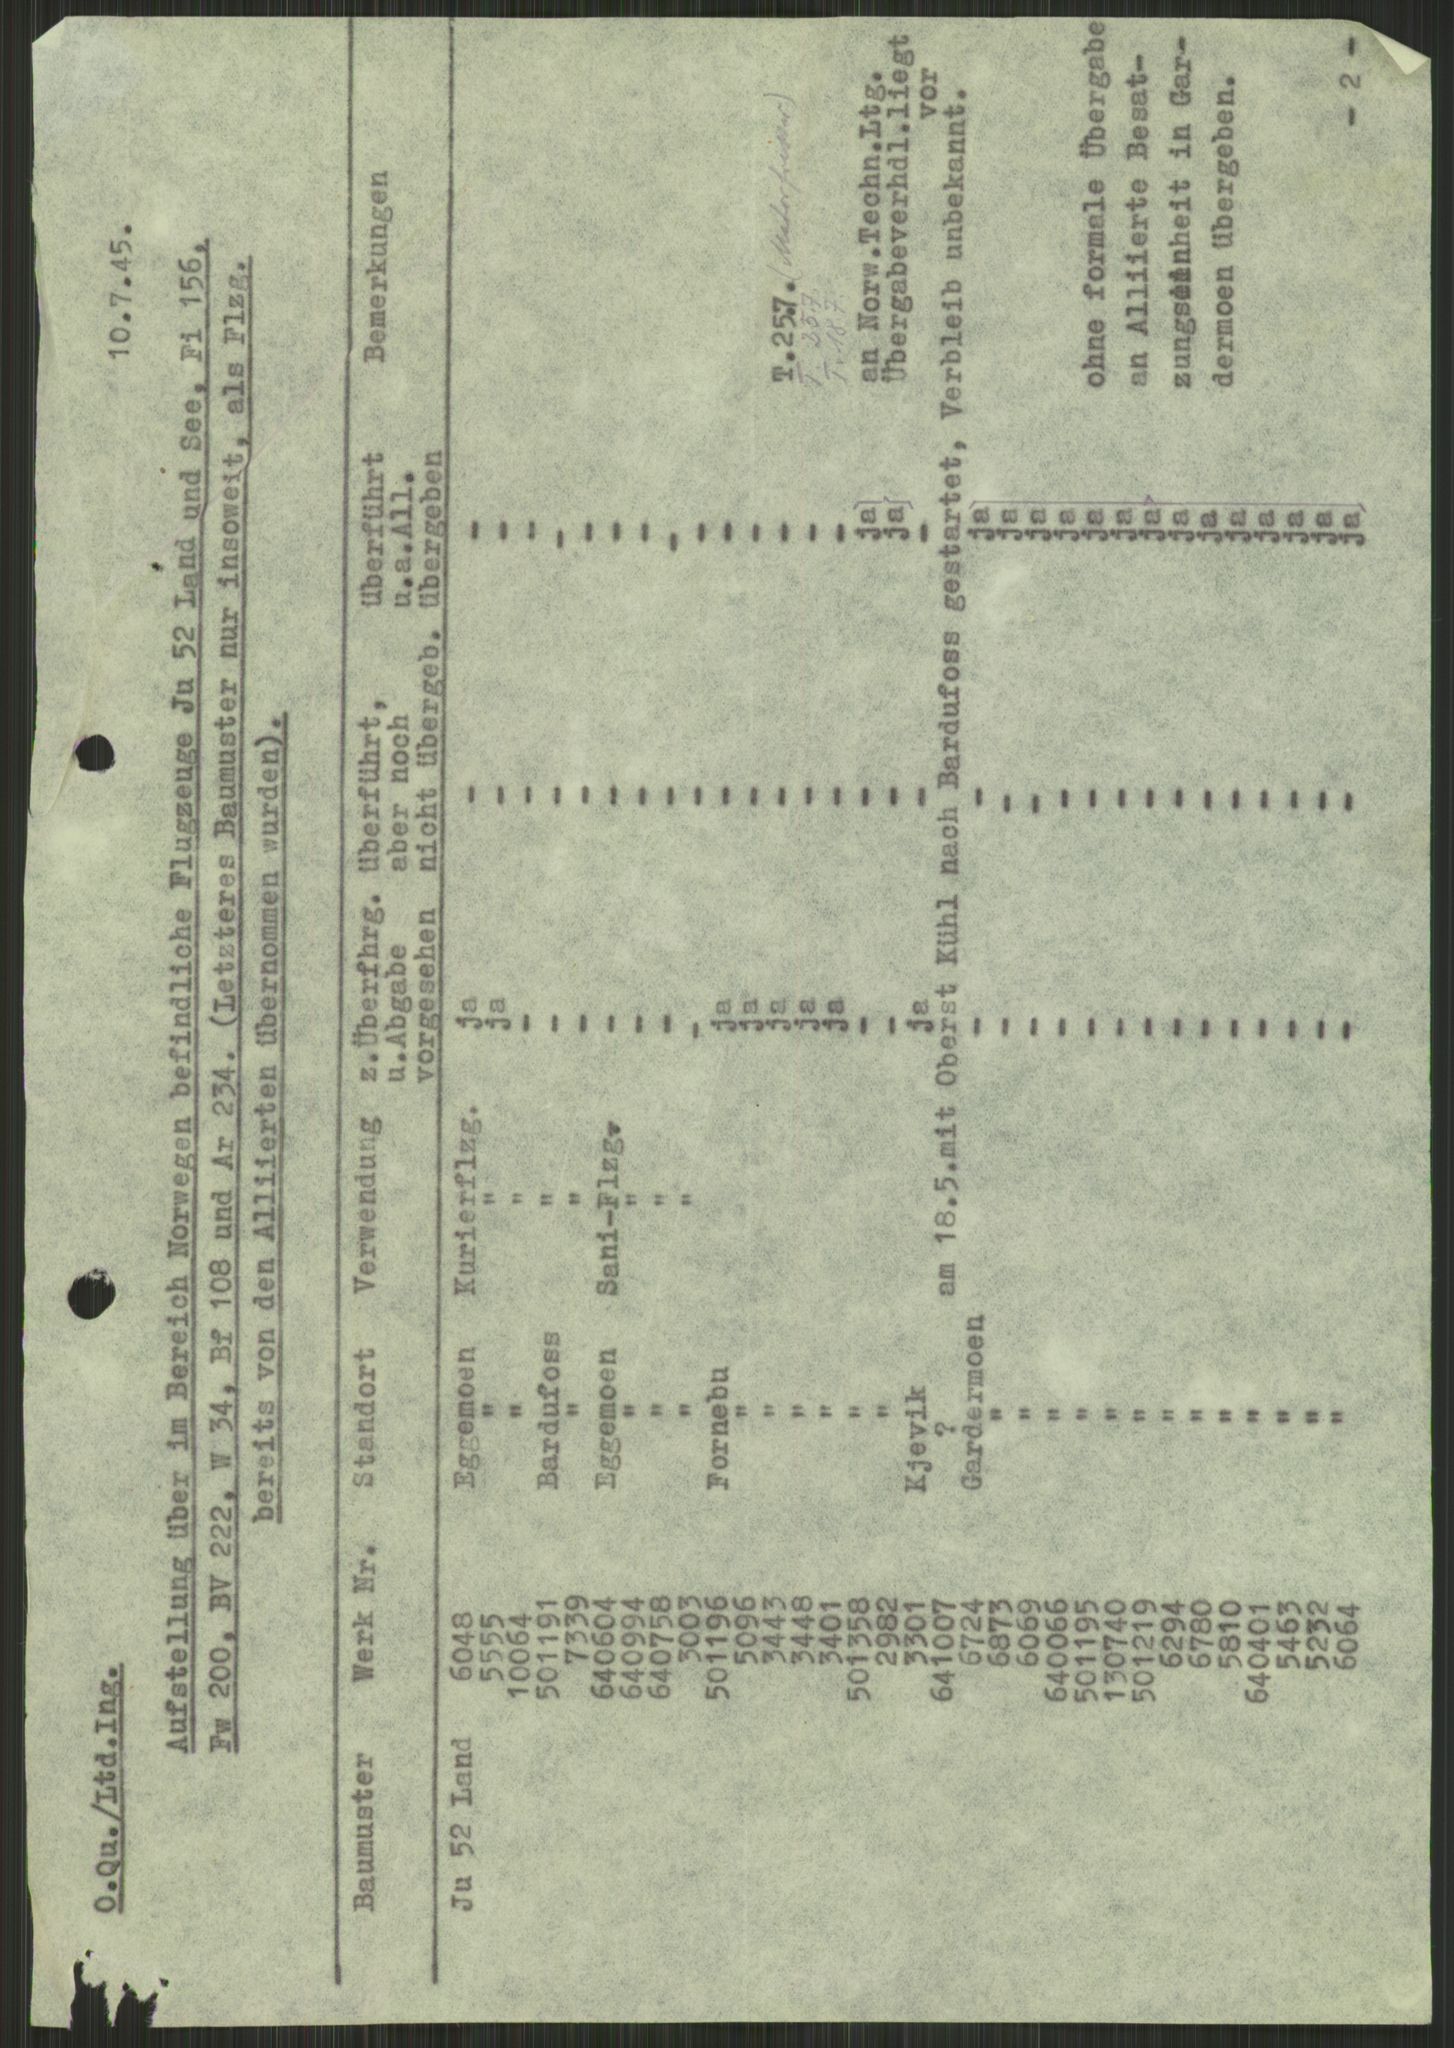 O.Qu./Ltd.Ing. 10.7.45.
Aufstellung über im Bereich Norwegen befindliche Flugzeuge Ju 52 Land und See, Fi 156,
Fw 200, BV 222, W 34, Bf 108 und Ar 234. (Letzteres Baumuster nur insoweit, als Flzg.
bereits von den Alliierten übernommen wurden).
Baumuster Werk Nr. Standort Verwendung z.Überfhrg. überführt, überführt Bemerkungen
u.Abgabe aber noch u.a.All.
vorgesehen nicht übergeb. übergeben
Ju 52 Land 6048 Eggemoen Kurierflzg. ja - -
5555 " " ja - -
10064 " " - - -
501191 Bardufoss " - - -
7339 " " - - -
640604 Eggemoen Sani-Flzg. - - -
640994 " " - - -
640758 " " - - -
3003 " " - - -
501196 Fornebu ja - -
5096 " ja - -
3443 " ja - - T.25.7.
3448 " ja - - T. 25.7.
3401 " ja - - T. 18.7.
501358 " - - ja an Norw.Techn.Ltg.
2982 " - - ja Übergabeverhdl.liegt
3301 Kjevik ja - - vor
641007 ? am 18.5.mit Oberst Kühl nach Bardufoss gestartet, Verbleib unbekannt.
6724 Gardermoen - - ja
6873 " - - ja
6069 " - - ja
640066 " - - ja
501195 " - - ja ohne formale Übergabe
130740 " - - ja
501219 " - - ja an Alliierte Besat-
6294 " - - ja zungseinheit in Gar-
6780 " - - ja
5810 " - - ja dermoen übergeben.
640401 " - - ja
5463 " - - ja
5232 " - - ja
6064 " - - ja
- 2 -